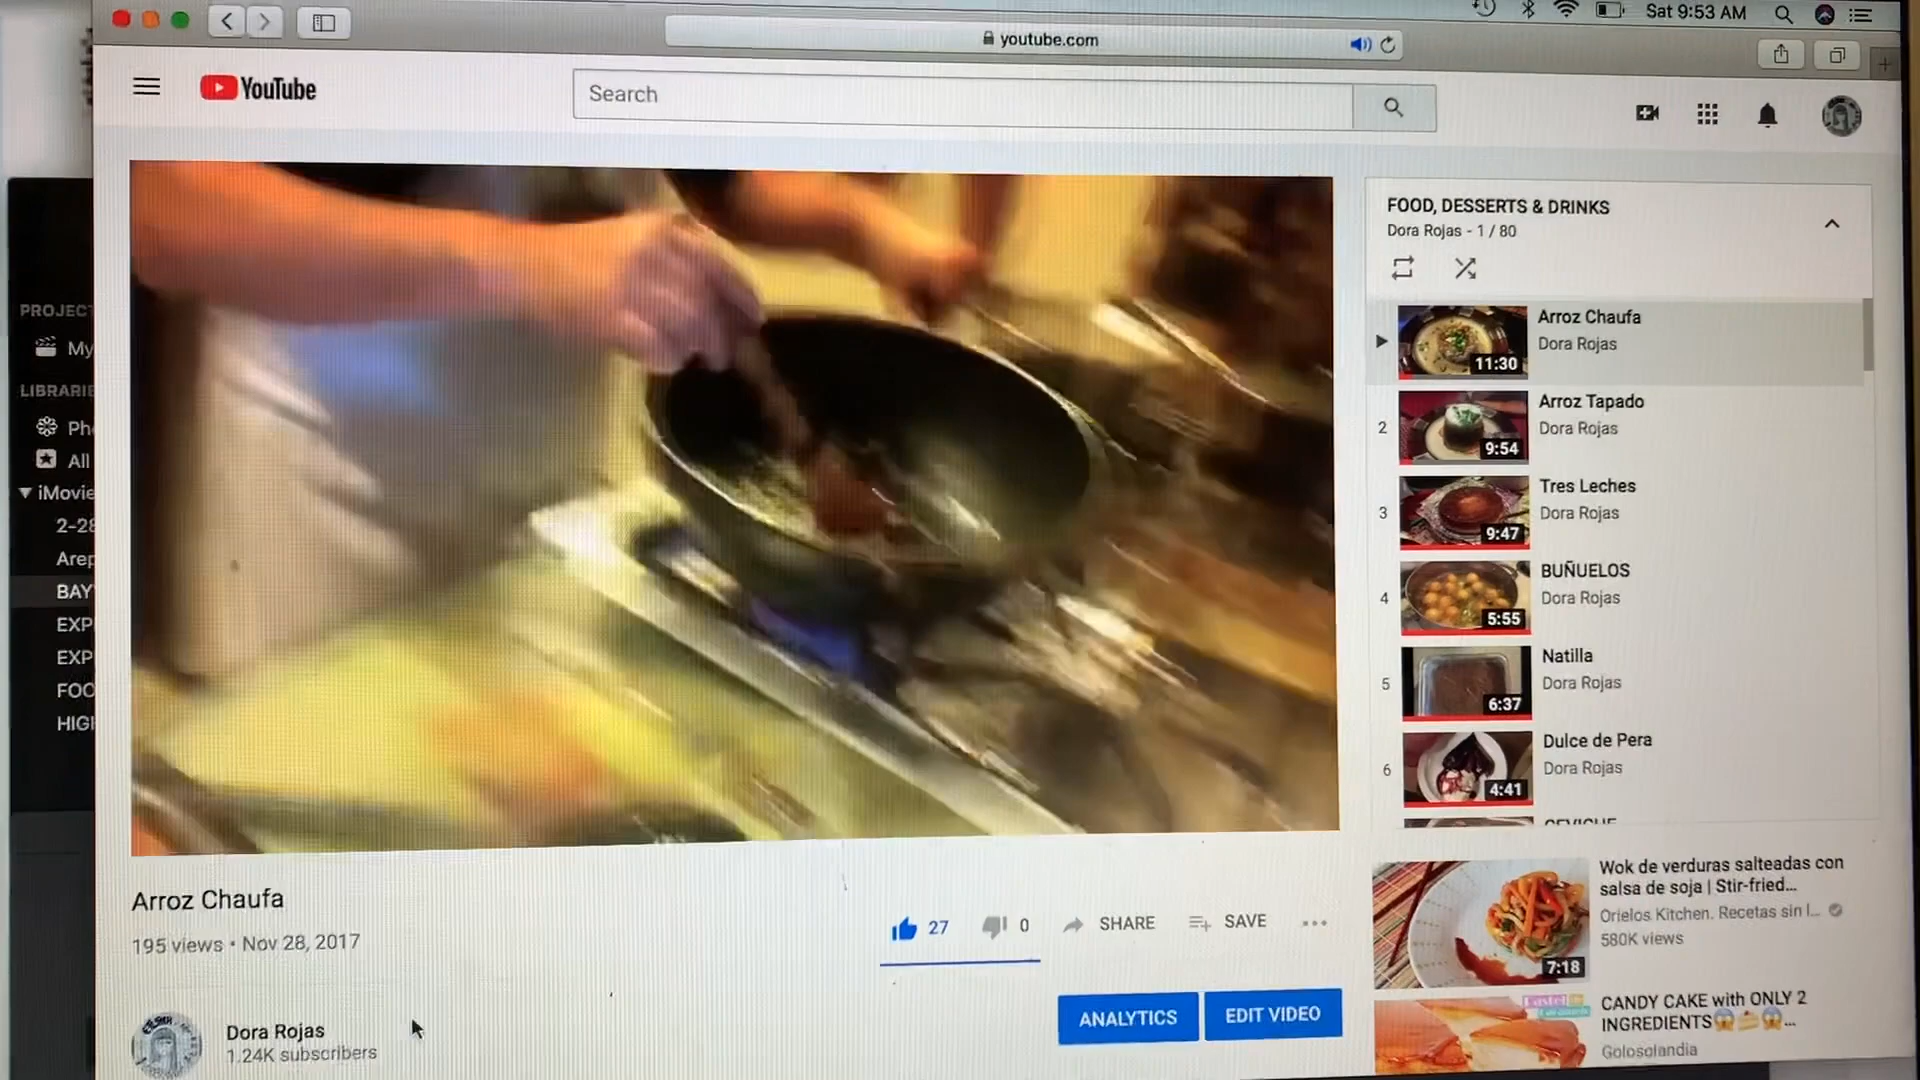 Sat 9:53 AM
youtube.com
YouTube
Search
PROJECT
My
LIBRARIE
Pho
All
iMovie
2-28
Arep
BAY
EXP
EXP
FOO
HIGH
FOOD, DESSERTS & DRINKS
Dora Rojas - 1 / 80
Arroz Chaufa
Dora Rojas
11:30
2
Arroz Tapado
Dora Rojas
9:54
3
Tres Leches
Dora Rojas
9:47
4
BUÑUELOS
Dora Rojas
5:55
5
Natilla
Dora Rojas
6:37
6
Dulce de Pera
Dora Rojas
4:41
Arroz Chaufa
195 views • Nov 28, 2017
27
0
SHARE
SAVE
Dora Rojas
1.24K subscribers
ANALYTICS
EDIT VIDEO
Wok de verduras salteadas con
salsa de soja | Stir-fried...
Orielos Kitchen. Recetas sin l...
580K views
7:18
CANDY CAKE with ONLY 2
INGREDIENTS😱🍰😱...
Golosolandia